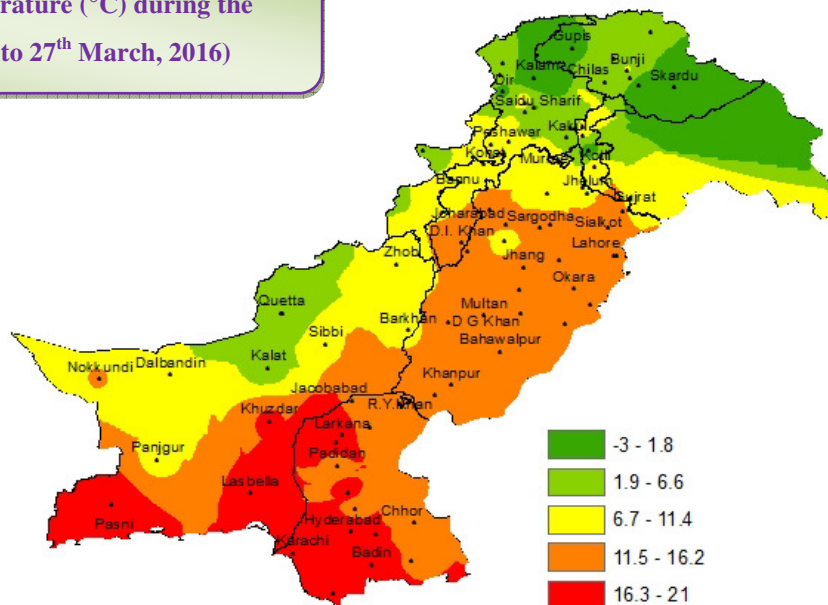 rature (°C) during the
to 27th March, 2016)
Gupis
Kalam
Chilas
Bunji
Skardu
Dir
Saidu Sharif
Peshawar
Kakul
Kohat
Murree
Kotli
Bannu
Jhelum
Gujrat
Joharabad
Sargodha
Sialkot
D.I. Khan
Lahore
Zhob
Jhang
Okara
Quetta
Multan
Barkhan
D G Khan
Sibbi
Bahawalpur
Kalat
Nokkundi
Dalbandin
Khanpur
Jacobabad
R.Y.Khan
Khuzdar
Larkana
Panjgur
Padidan
Lasbella
Pasni
Hyderabad
Chhor
Karachi
Badin
-3 - 1.8
1.9 - 6.6
6.7 - 11.4
11.5 - 16.2
16.3 - 21